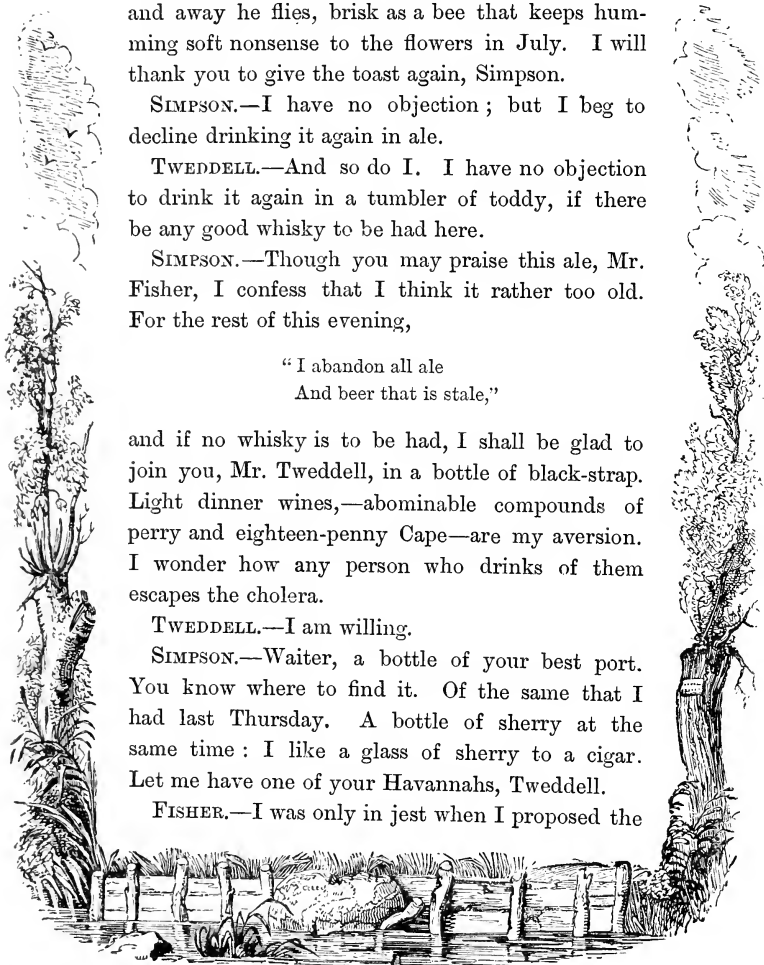 and away he flies, brisk as a bee that keeps hum-
ming soft nonsense to the flowers in July. I will
thank you to give the toast again, Simpson.
Simpson.—I have no objection; but I beg to
decline drinking it again in ale.
Tweddell.—And so do I. I have no objection
to drink it again in a tumbler of toddy, if there
be any good whisky to be had here.
Simpson.—Though you may praise this ale, Mr.
Fisher, I confess that I think it rather too old.
For the rest of this evening,
“ I abandon all ale
And beer that is stale,”
and if no whisky is to be had, I shall be glad to
join you, Mr. Tweddell, in a bottle of black-strap.
Light dinner wines,—abominable compounds of
perry and eighteen-penny Cape—are my aversion.
I wonder how any person who drinks of them
escapes the cholera.
Tweddell.—I am willing.
Simpson.—Waiter, a bottle of your best port.
You know where to find it. Of the same that I
had last Thursday. A bottle of sherry at the
same time: I like a glass of sherry to a cigar.
Let me have one of your Havannahs, Tweddell.
Fisher.—I was only in jest when I proposed the